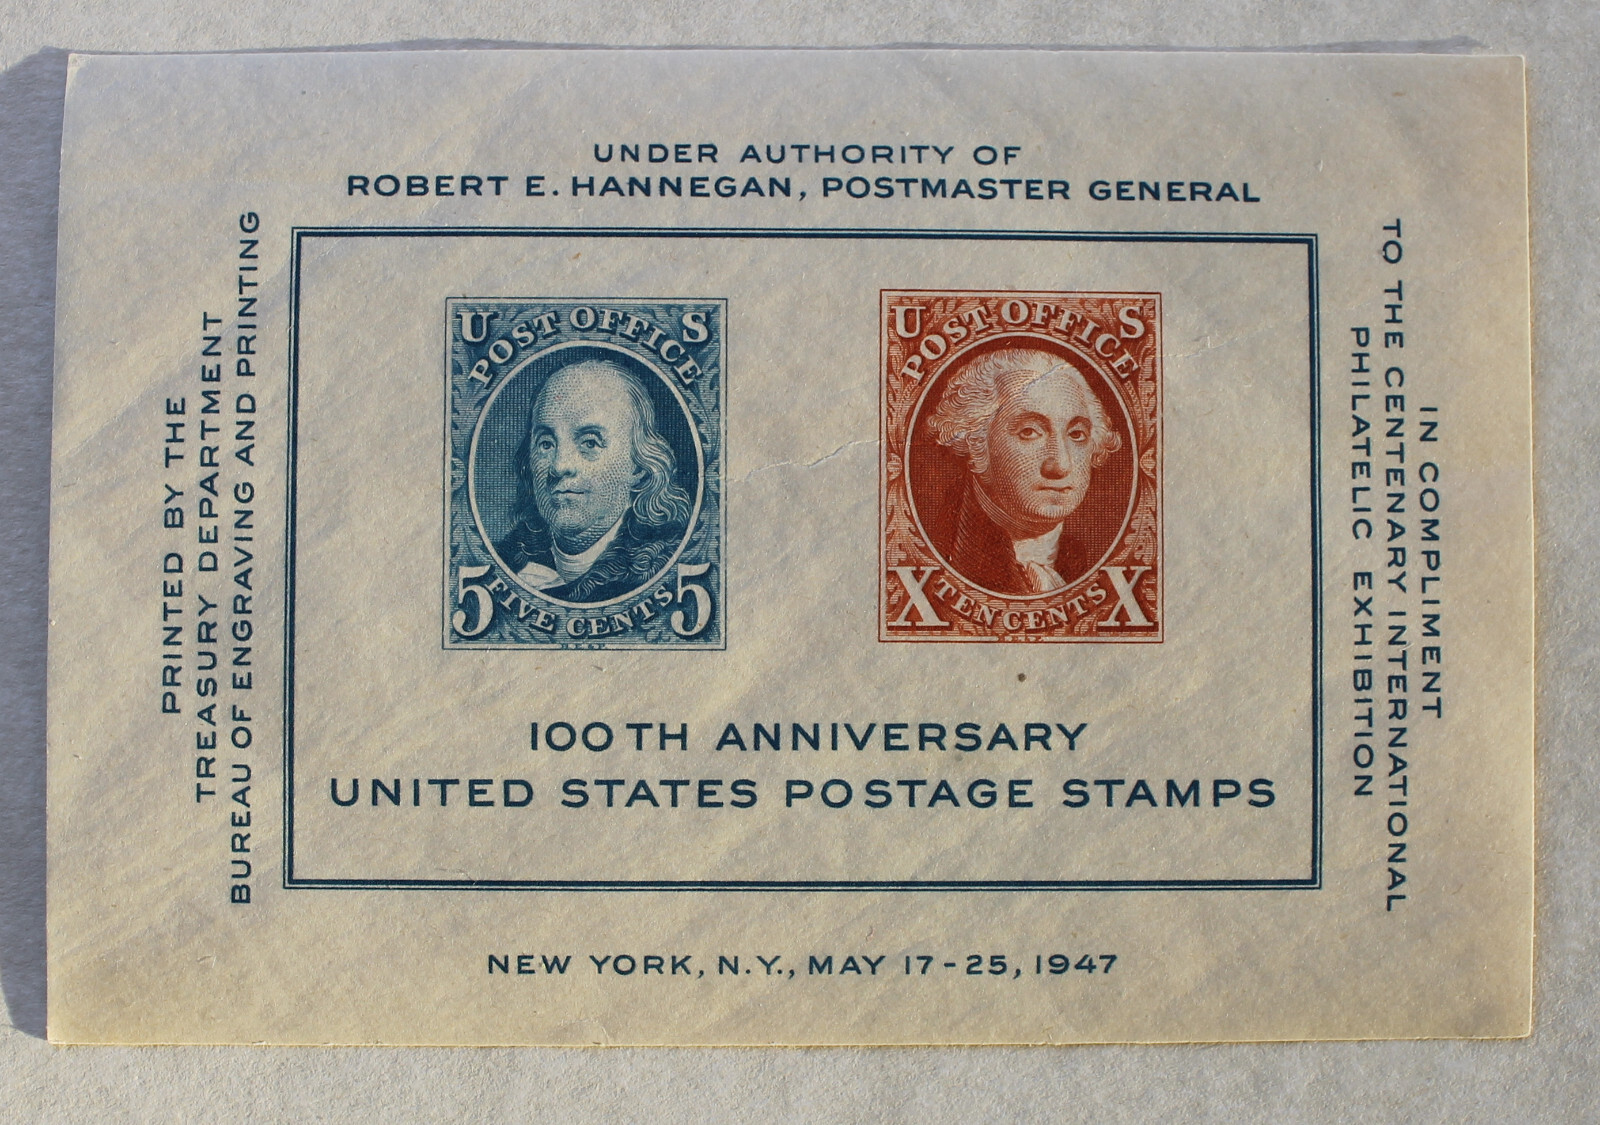 UNDER AUTHORITY OF
ROBERT E. HANNEGAN, POSTMASTER GENERAL
PRINTED BY THE
TREASURY DEPARTMENT
BUREAU OF ENGRAVING AND PRINTING
U S
POST OFFICE
5 5
FIVE CENTS
U S
POST OFFICE
X X
TEN CENTS
100TH ANNIVERSARY
UNITED STATES POSTAGE STAMPS
IN COMPLIMENT
TO THE CENTENARY INTERNATIONAL
PHILATELIC EXHIBITION
NEW YORK, N.Y., MAY 17-25, 1947